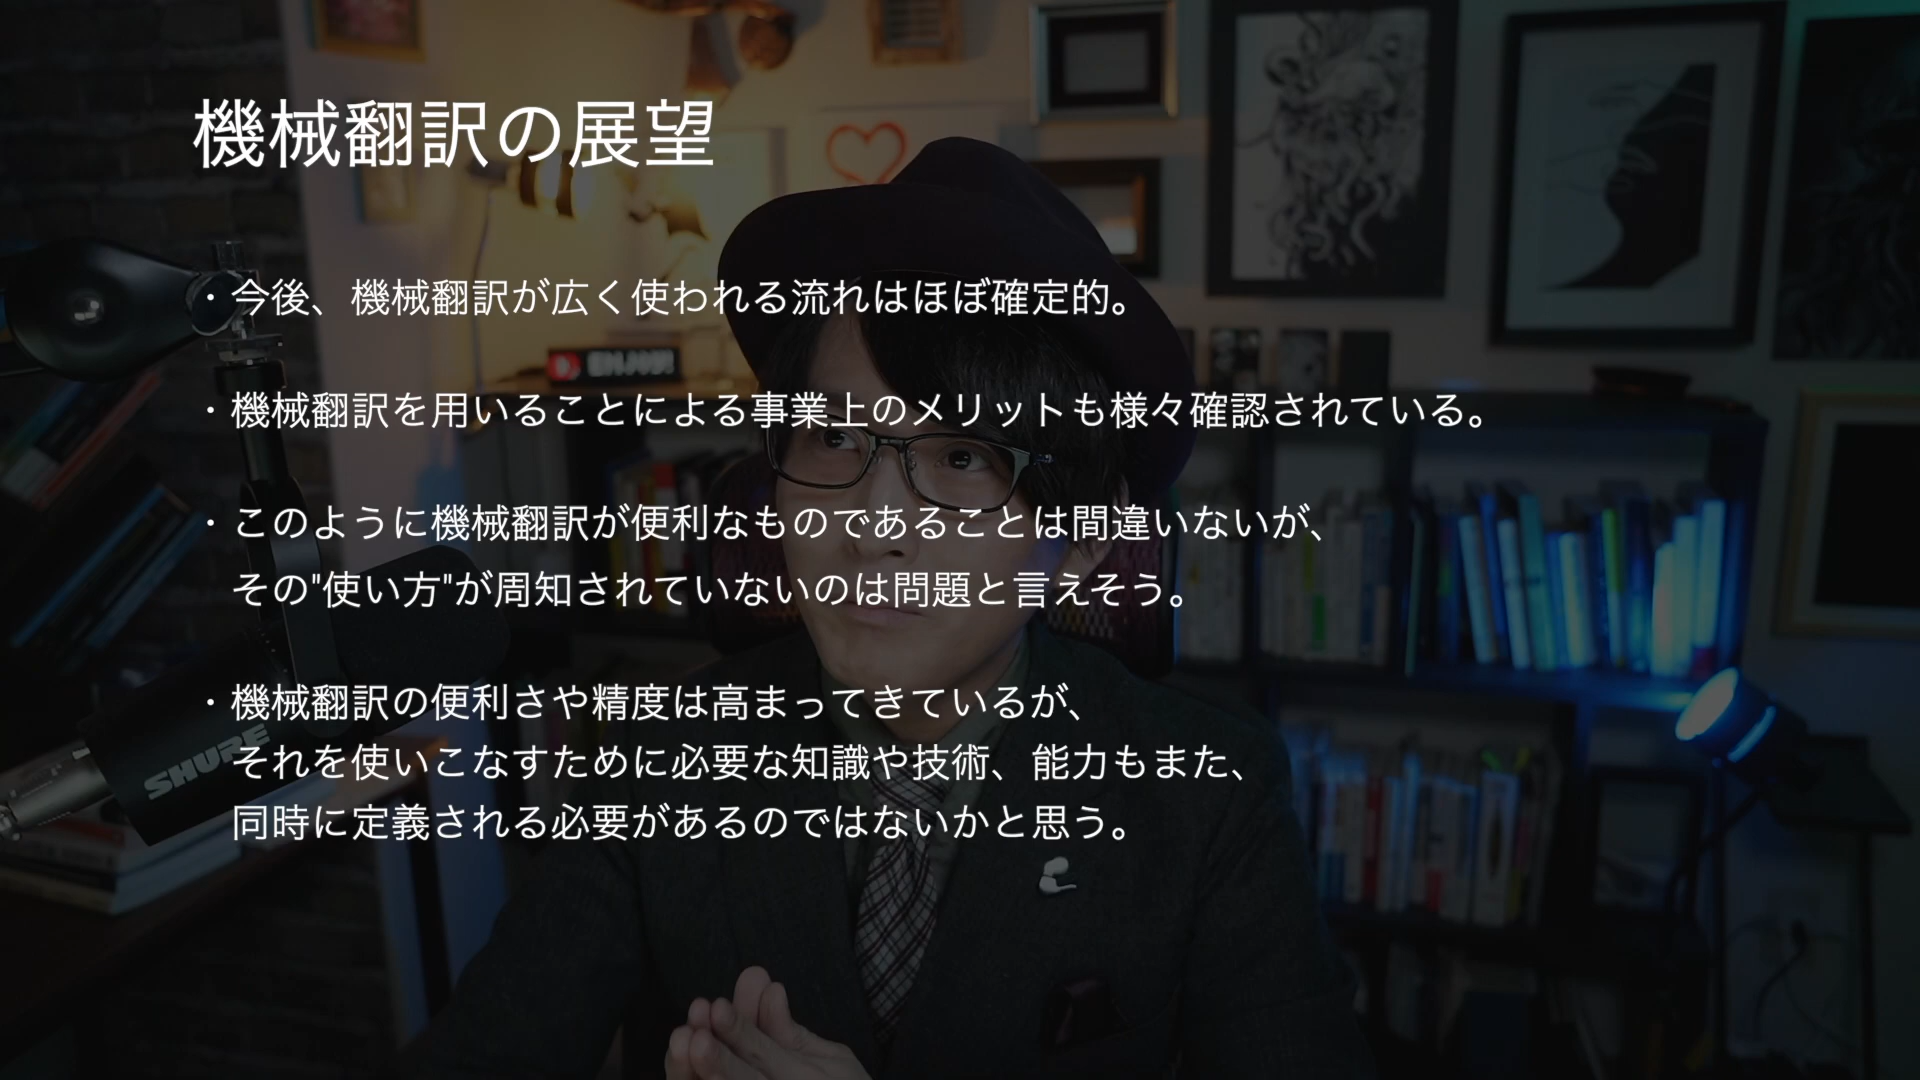 機械翻訳の展望
・今後、機械翻訳が広く使われる流れはほぼ確定的。
・機械翻訳を用いることによる事業上のメリットも様々確認されている。
・このように機械翻訳が便利なものであることは間違いないが、
その"使い方"が周知されていないのは問題と言えそう。
・機械翻訳の便利さや精度は高まってきているが、
それを使いこなすために必要な知識や技術、能力もまた、
同時に定義される必要があるのではないかと思う。
SHURE